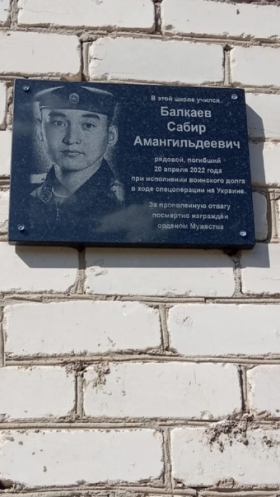 В этой школе учился
Балкаев
Сабир
Амангильдеевич
рядовой, погибший
20 апреля 2022 года
при исполнении воинского долга
в ходе спецоперации на Украине.
За проявленную отвагу
посмертно награждён
орденом Мужества